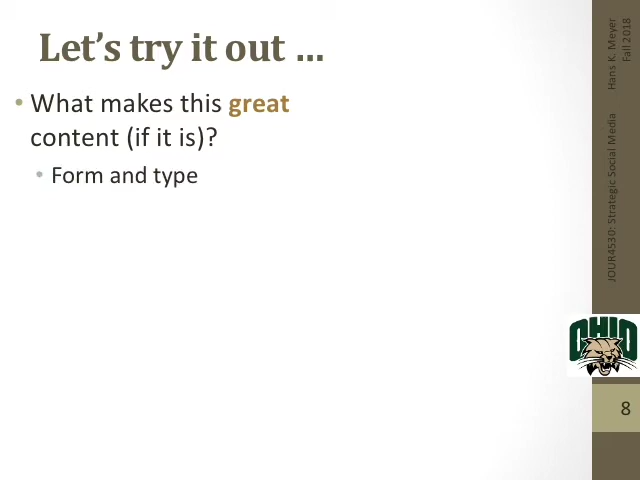 Let's try it out …
• What makes this great
content (if it is)?
• Form and type
Hans K. Meyer
Fall 2018
JOUR4530: Strategic Social Media
OHIO
8